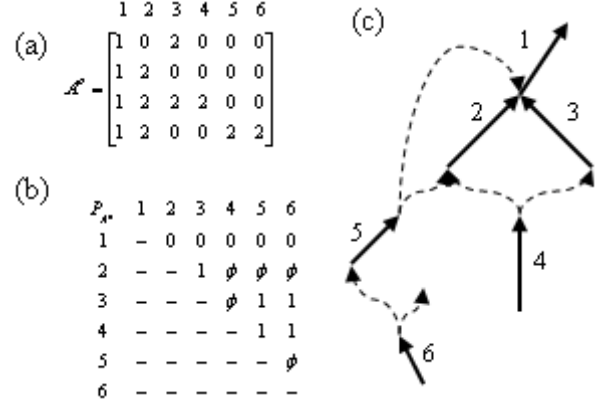 (a)
1 2 3 4 5 6
1 0 2 0 0 0
1 2 0 0 0 0
A° =
1 2 2 2 0 0
1 2 0 0 2 2
(b)
P_A° 1 2 3 4 5 6
1 – 0 0 0 0 0
2 – – 1 ϕ ϕ ϕ
3 – – – ϕ 1 1
4 – – – – 1 1
5 – – – – – ϕ
6 – – – – – –
(c)
1
2
3
5
4
6